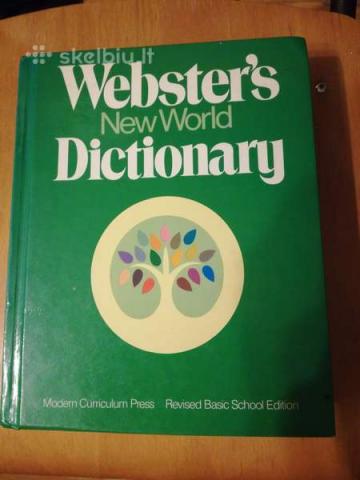 skelbiu.lt
Webster's
New World
Dictionary
Modern Curriculum Press Revised Basic School Edition